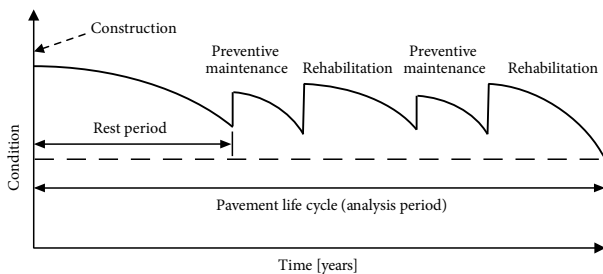 Construction
Preventive
maintenance
Rehabilitation
Preventive
maintenance
Rehabilitation
Rest period
Condition
Pavement life cycle (analysis period)
Time [years]